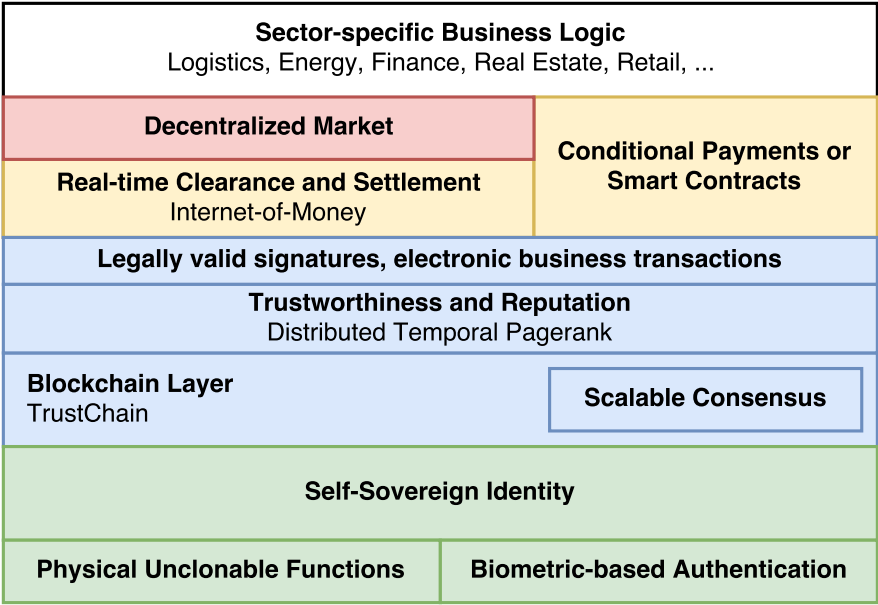 Sector-specific Business Logic
Logistics, Energy, Finance, Real Estate, Retail, ...
Decentralized Market
Conditional Payments or
Smart Contracts
Real-time Clearance and Settlement
Internet-of-Money
Legally valid signatures, electronic business transactions
Trustworthiness and Reputation
Distributed Temporal Pagerank
Blockchain Layer
TrustChain
Scalable Consensus
Self-Sovereign Identity
Physical Unclonable Functions
Biometric-based Authentication